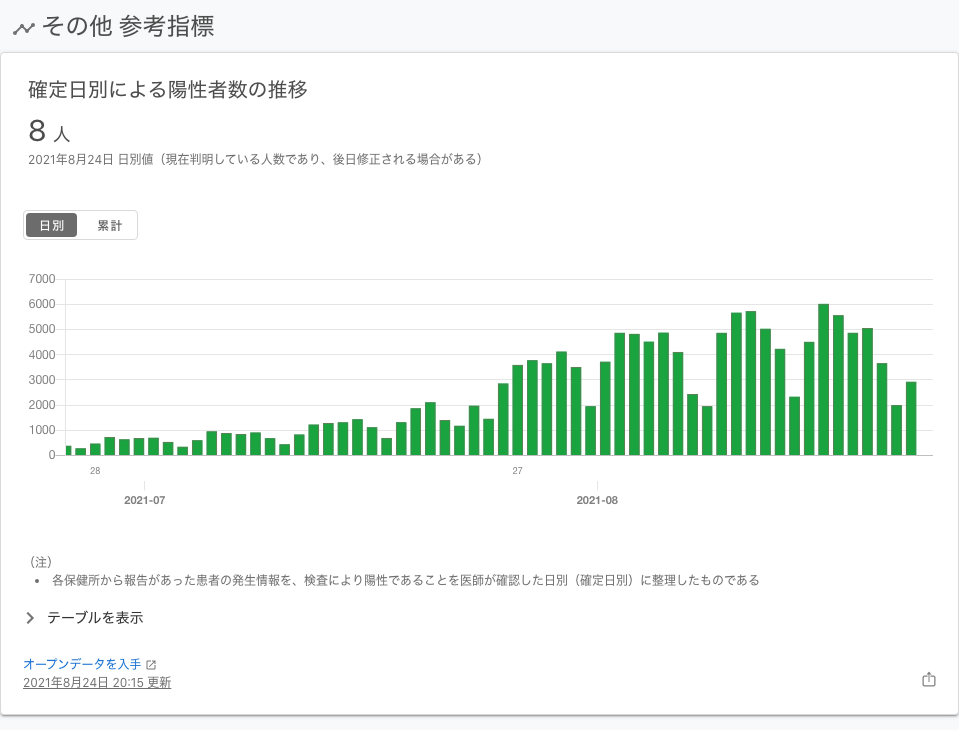 その他 参考指標
確定日別による陽性者数の推移
8 人
2021年8月24日 日別値（現在判明している人数であり、後日修正される場合がある）
日別 累計
7000
6000
5000
4000
3000
2000
1000
0
28 27
2021-07 2021-08
（注）
• 各保健所から報告があった患者の発生情報を、検査により陽性であることを医師が確認した日別（確定日別）に整理したものである
テーブルを表示
オープンデータを入手
2021年8月24日 20:15 更新